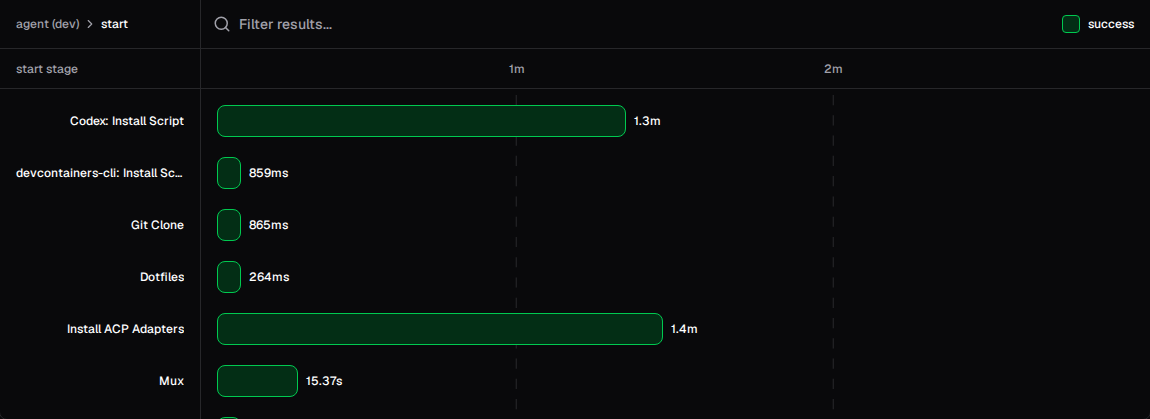 agent (dev) > start
Filter results...
success
start stage
1m
2m
Codex: Install Script
1.3m
devcontainers-cli: Install Sc...
859ms
Git Clone
865ms
Dotfiles
264ms
Install ACP Adapters
1.4m
Mux
15.37s